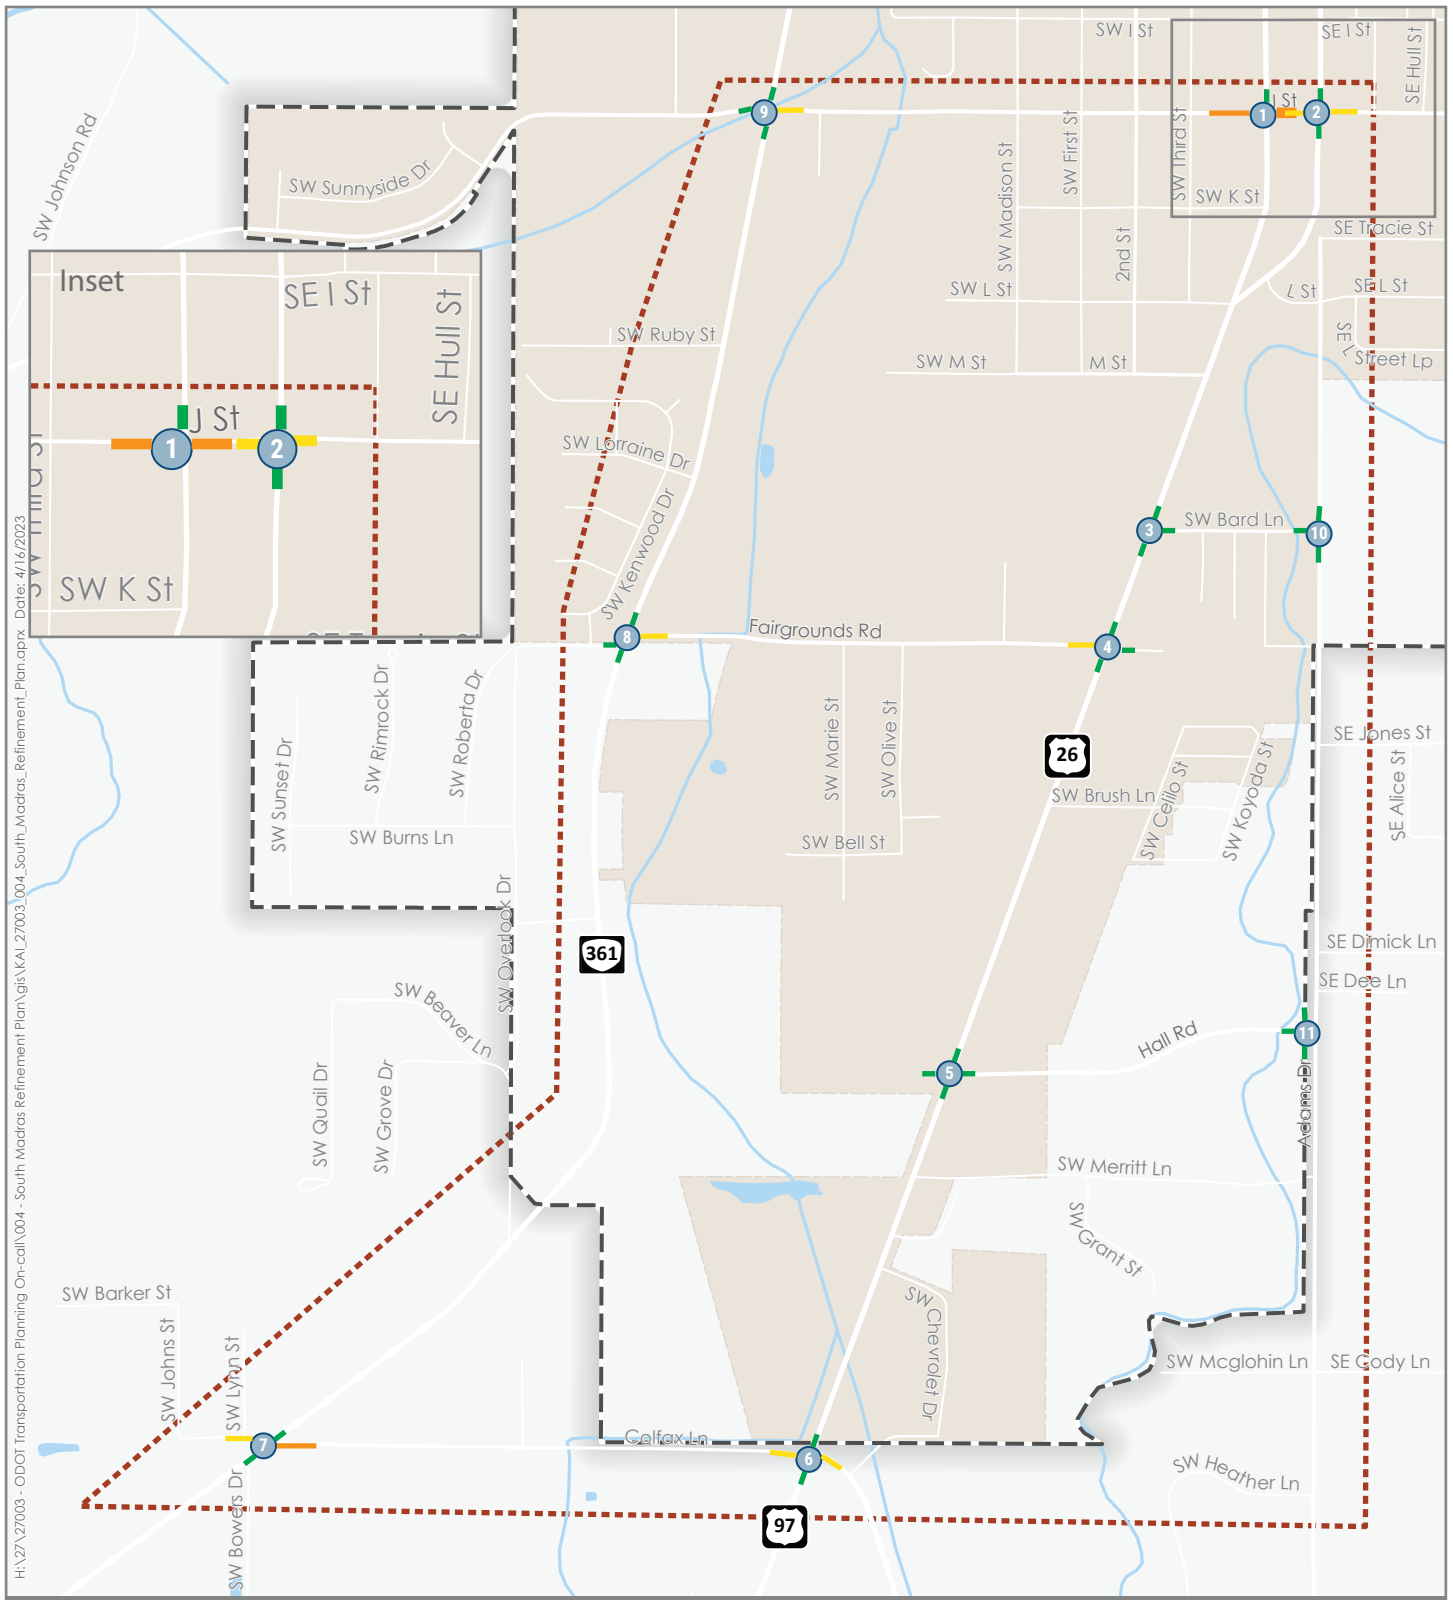 SW I St
SE I St
SE Hull St
J St
9
1
2
SW Third St
SW First St
SW Madison St
SW K St
2nd St
SE Tracie St
SW Johnson Rd
SW Sunnyside Dr
Inset
SE I St
SE Hull St
J St
1
2
SW Third St
SW K St
SW L St
L St
SE L St
SW Ruby St
SW M St
M St
SE L
Street Lp
SW Lorraine Dr
SW Kenwood Dr
3
SW Bard Ln
10
8
Fairgrounds Rd
4
SW Rimrock Dr
SW Roberta Dr
SW Sunset Dr
SW Burns Ln
SW Marie St
SW Olive St
SW Bell St
26
SW Brush Ln
SW Celilo St
SW Koyoda St
SE Jones St
SE Alice St
SW Overlook Dr
361
SE Dimick Ln
SE Dee Ln
SW Beaver Ln
SW Quail Dr
SW Grove Dr
5
Hall Rd
11
Adams Dr
SW Merritt Ln
SW Grant St
SW Barker St
SW Johns St
SW Lynn St
SW Chevrolet Dr
SW Mcglohin Ln
SE Cody Ln
7
Colfax Ln
6
SW Heather Ln
SW Bowers Dr
97
H:\27\27003 - ODOT Transportation Planning On-call\004 - South Madras Refinement Plan\gis\KAI_27003_004_South_Madras_Refinement_Plan.aprx Date: 4/16/2023